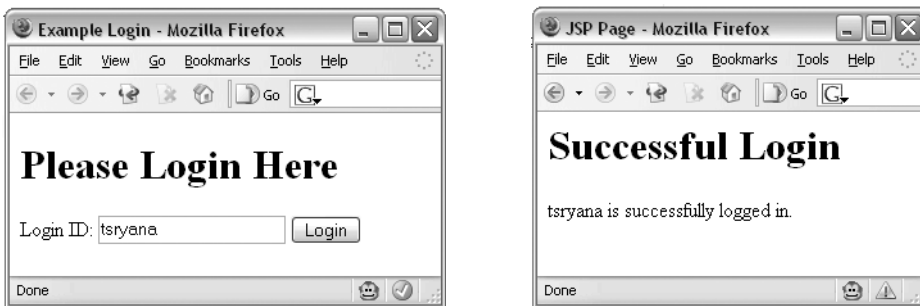 Example Login - Mozilla Firefox
File Edit View Go Bookmarks Tools Help
Go G
Please Login Here
Login ID: tsryana Login
Done
JSP Page - Mozilla Firefox
File Edit View Go Bookmarks Tools Help
Go G
Successful Login
tsryana is successfully logged in.
Done